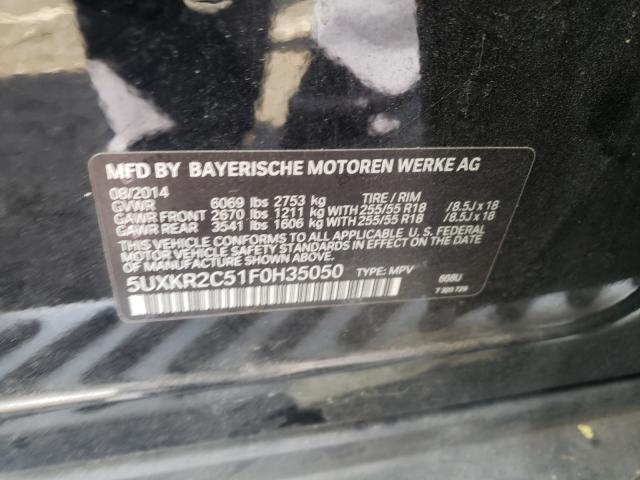 MFD BY BAYERISCHE MOTOREN WERKE AG
08/2014 TIRE / RIM
GVWR 6069 lbs 2753 kg
GAWR FRONT 2670 lbs 1211 kg WITH 255/55 R18 /8.5J x 18
GAWR REAR 3541 lbs 1606 kg WITH 255/55 R18 /8.5J x 18
THIS VEHICLE CONFORMS TO ALL APPLICABLE U.S. FEDERAL
MOTOR VEHICLE SAFETY STANDARDS IN EFFECT ON THE
DATE OF MANUFACTURE SHOWN ABOVE.
5UXKR2C51F0H35050 TYPE: MPV 668U
7 320 729